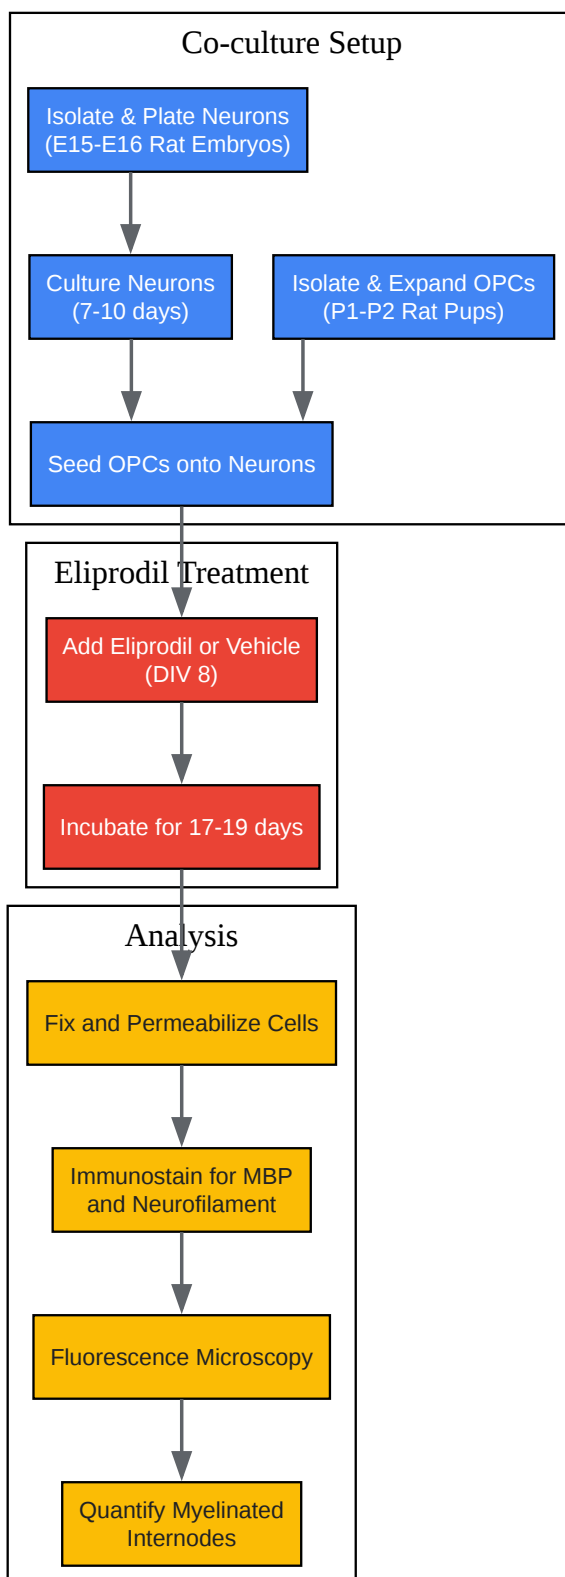 Co-culture Setup
Isolate & Plate Neurons
(E15-E16 Rat Embryos)
Culture Neurons
(7-10 days)
Isolate & Expand OPCs
(P1-P2 Rat Pups)
Seed OPCs onto Neurons
Eliprodil Treatment
Add Eliprodil or Vehicle
(DIV 8)
Incubate for 17-19 days
Analysis
Fix and Permeabilize Cells
Immunostain for MBP
and Neurofilament
Fluorescence Microscopy
Quantify Myelinated
Internodes